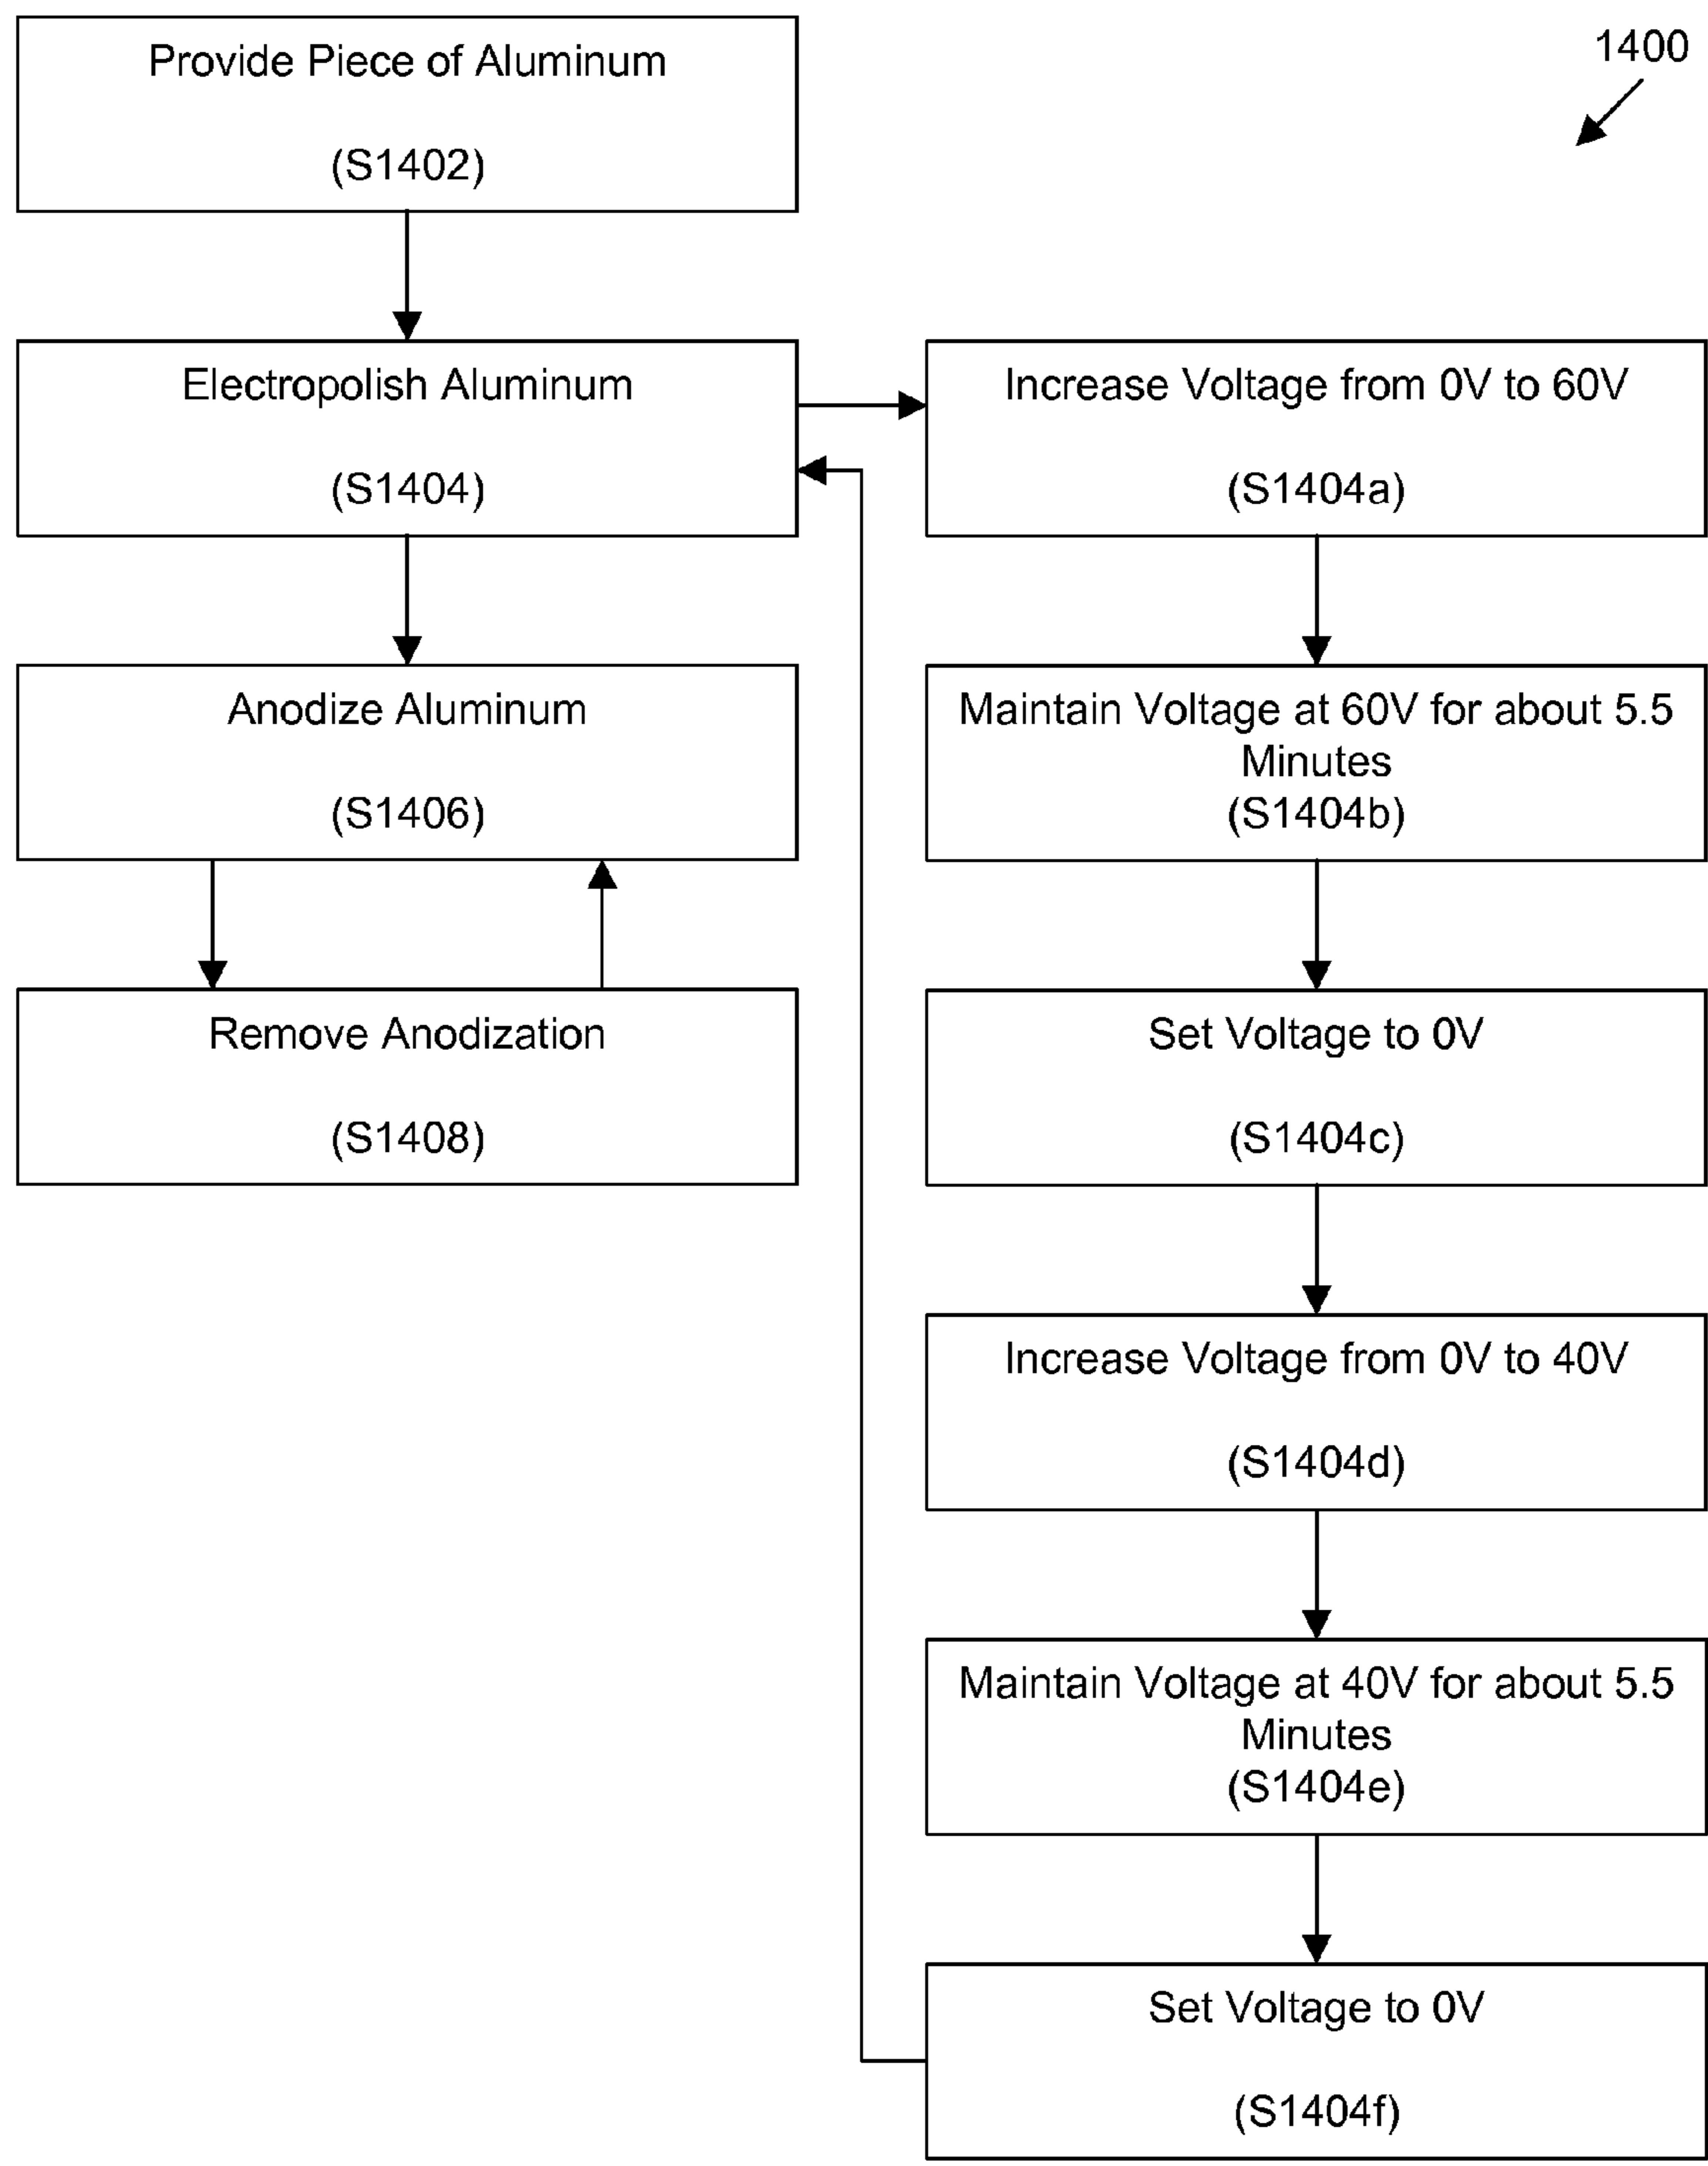 1400
Provide Piece of Aluminum
(S1402)
Electropolish Aluminum
(S1404)
Anodize Aluminum
(S1406)
Remove Anodization
(S1408)
Increase Voltage from 0V to 60V
(S1404a)
Maintain Voltage at 60V for about 5.5
Minutes
(S1404b)
Set Voltage to 0V
(S1404c)
Increase Voltage from 0V to 40V
(S1404d)
Maintain Voltage at 40V for about 5.5
Minutes
(S1404e)
Set Voltage to 0V
(S1404f)